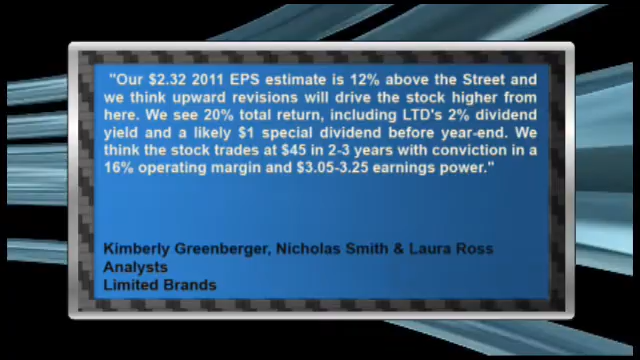 "Our $2.32 2011 EPS estimate is 12% above the Street and
we think upward revisions will drive the stock higher from
here. We see 20% total return, including LTD's 2% dividend
yield and a likely $1 special dividend before year-end. We
think the stock trades at $45 in 2-3 years with conviction in a
16% operating margin and $3.05-3.25 earnings power."
Kimberly Greenberger, Nicholas Smith & Laura Ross
Analysts
Limited Brands